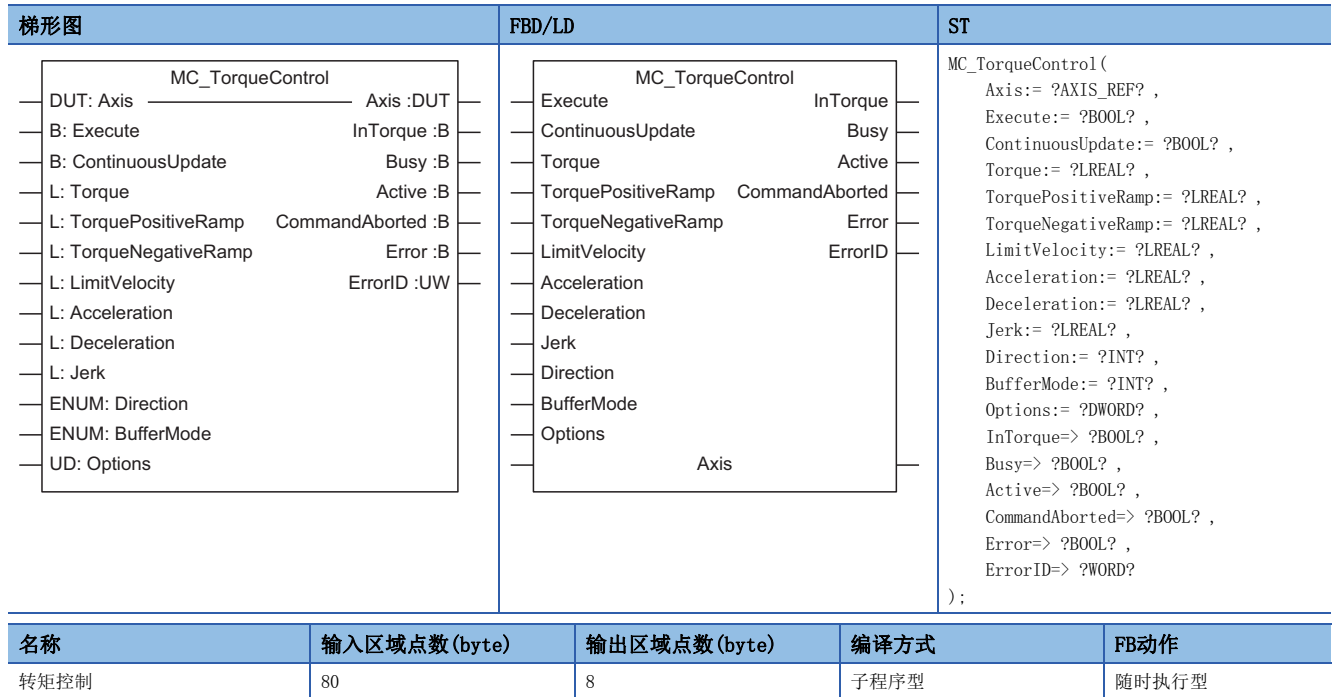 梯形图 FBD/LD ST
MC_TorqueControl
DUT: Axis Axis :DUT
B: Execute InTorque :B
B: ContinuousUpdate Busy :B
L: Torque Active :B
L: TorquePositiveRamp CommandAborted :B
L: TorqueNegativeRamp Error :B
L: LimitVelocity ErrorID :UW
L: Acceleration
L: Deceleration
L: Jerk
ENUM: Direction
ENUM: BufferMode
UD: Options
MC_TorqueControl
Execute InTorque
ContinuousUpdate Busy
Torque Active
TorquePositiveRamp CommandAborted
TorqueNegativeRamp Error
LimitVelocity ErrorID
Acceleration
Deceleration
Jerk
Direction
BufferMode
Options
Axis
MC_TorqueControl(
Axis:= ?AXIS_REF? ,
Execute:= ?BOOL? ,
ContinuousUpdate:= ?BOOL? ,
Torque:= ?LREAL? ,
TorquePositiveRamp:= ?LREAL? ,
TorqueNegativeRamp:= ?LREAL? ,
LimitVelocity:= ?LREAL? ,
Acceleration:= ?LREAL? ,
Deceleration:= ?LREAL? ,
Jerk:= ?LREAL? ,
Direction:= ?INT? ,
BufferMode:= ?INT? ,
Options:= ?DWORD? ,
InTorque=> ?BOOL? ,
Busy=> ?BOOL? ,
Active=> ?BOOL? ,
CommandAborted=> ?BOOL? ,
Error=> ?BOOL? ,
ErrorID=> ?WORD?
);
名称 输入区域点数(byte) 输出区域点数(byte) 编译方式 FB动作
转矩控制 80 8 子程序型 随时执行型